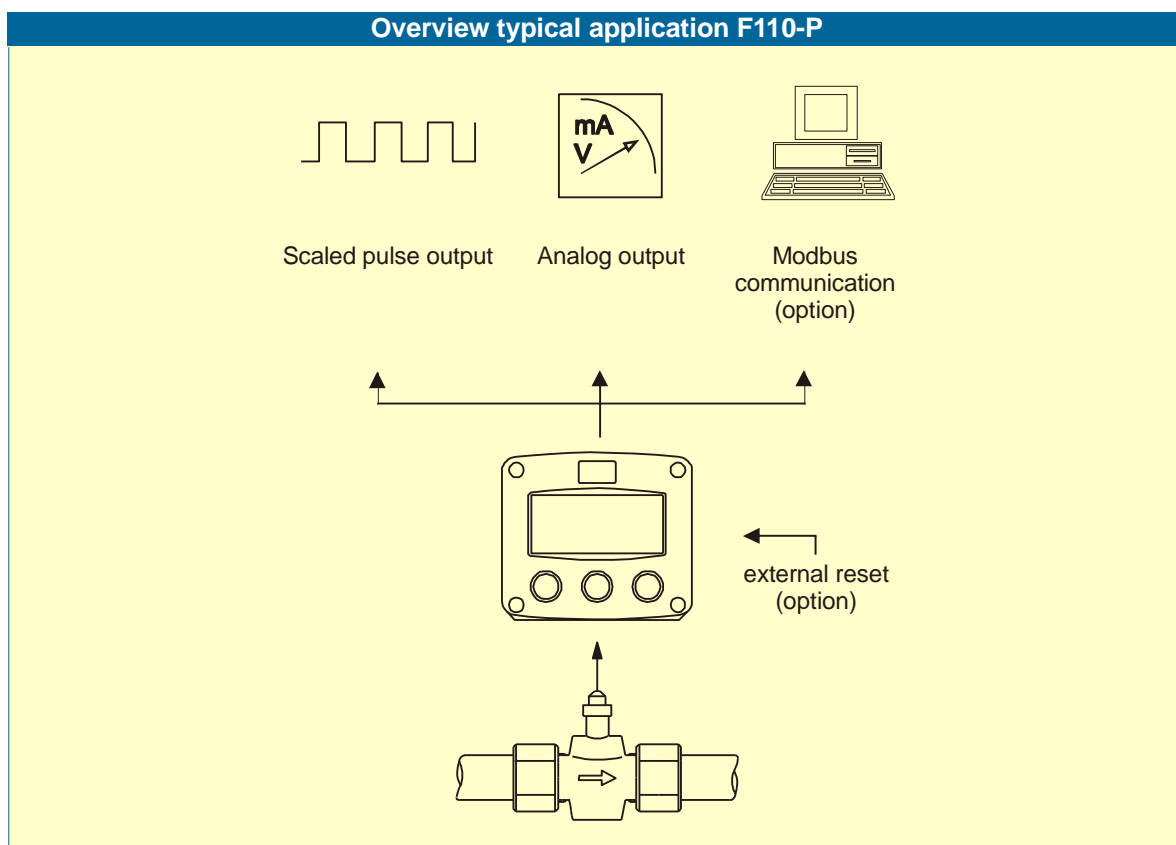 Overview typical application F110-P
mA
V
Scaled pulse output
Analog output
Modbus
communication
(option)
external reset
(option)